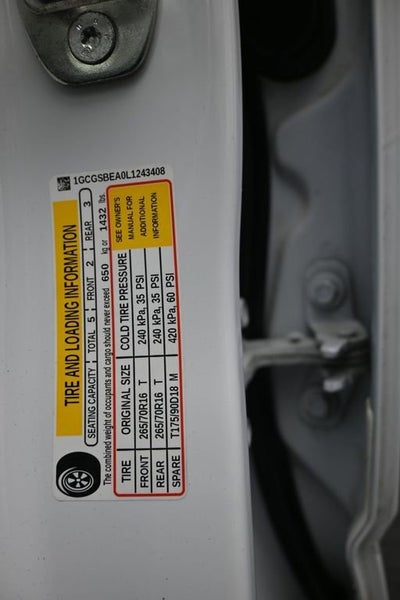 1GCGSBEA0L1243408
TIRE AND LOADING INFORMATION
SEATING CAPACITY TOTAL 5 FRONT 2 REAR 3
The combined weight of occupants and cargo should never exceed 650 kg or 1432 lbs
TIRE ORIGINAL SIZE COLD TIRE PRESSURE
FRONT 265/70R16 T 240 kPa, 35 PSI
REAR 265/70R16 T 240 kPa, 35 PSI
SPARE T175/90D18 M 420 kPa, 60 PSI
SEE OWNER'S
MANUAL FOR
ADDITIONAL
INFORMATION